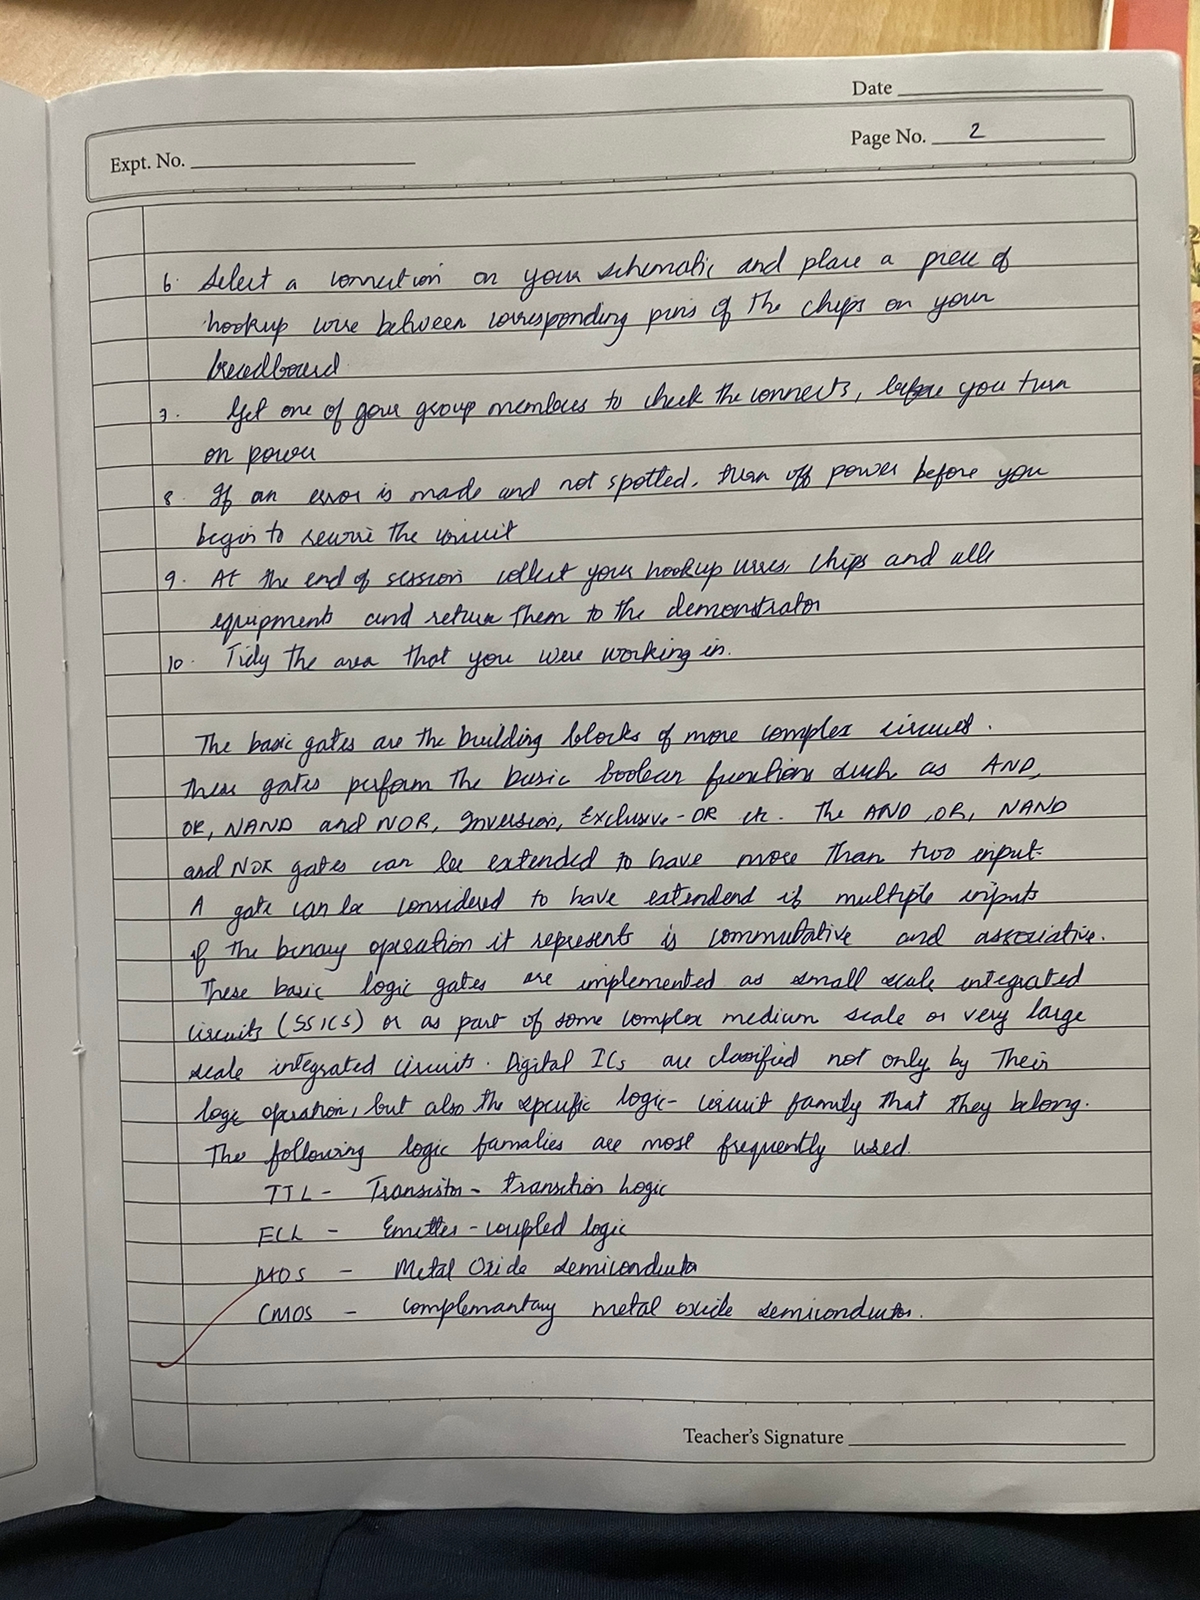 Date
Page No. 2
Expt. No.
6. Select a connection on your schematic and place a piece of
hookup wire between corresponding pins of the chips on your
breadboard
7. Get one of your group members to check the connects, before you turn
on power
8. If an error is made and not spotted, turn off power before you
begin to rewire the circuit
9. At the end of session collect your hookup wires, chips and all
equipments and return them to the demonstrator
10. Tidy the area that you were working in.
The basic gates are the building blocks of more complex circuits.
These gates perform the basic boolean functions such as AND,
OR, NAND and NOR, Inversion, Exclusive-OR etc. The AND, OR, NAND
and NOR gates can be extended to have more than two input.
A gate can be considered to have extendend if multiple inputs
if the binary operation it represents is commutative and associative.
These basic logic gates are implemented as small scale integrated
circuits (SSICS) or as part of some complex medium scale or very large
scale integrated circuits. Digital ICs are classified not only by their
logic operation, but also the specific logic-circuit family that they belong.
The following logic famalies are most frequently used.
TTL - Transistor-transition Logic
ECL - Emitter-coupled logic
MOS - Metal Oxide semiconductor
CMOS - complemantary metal oxide semiconductor.
Teacher's Signature